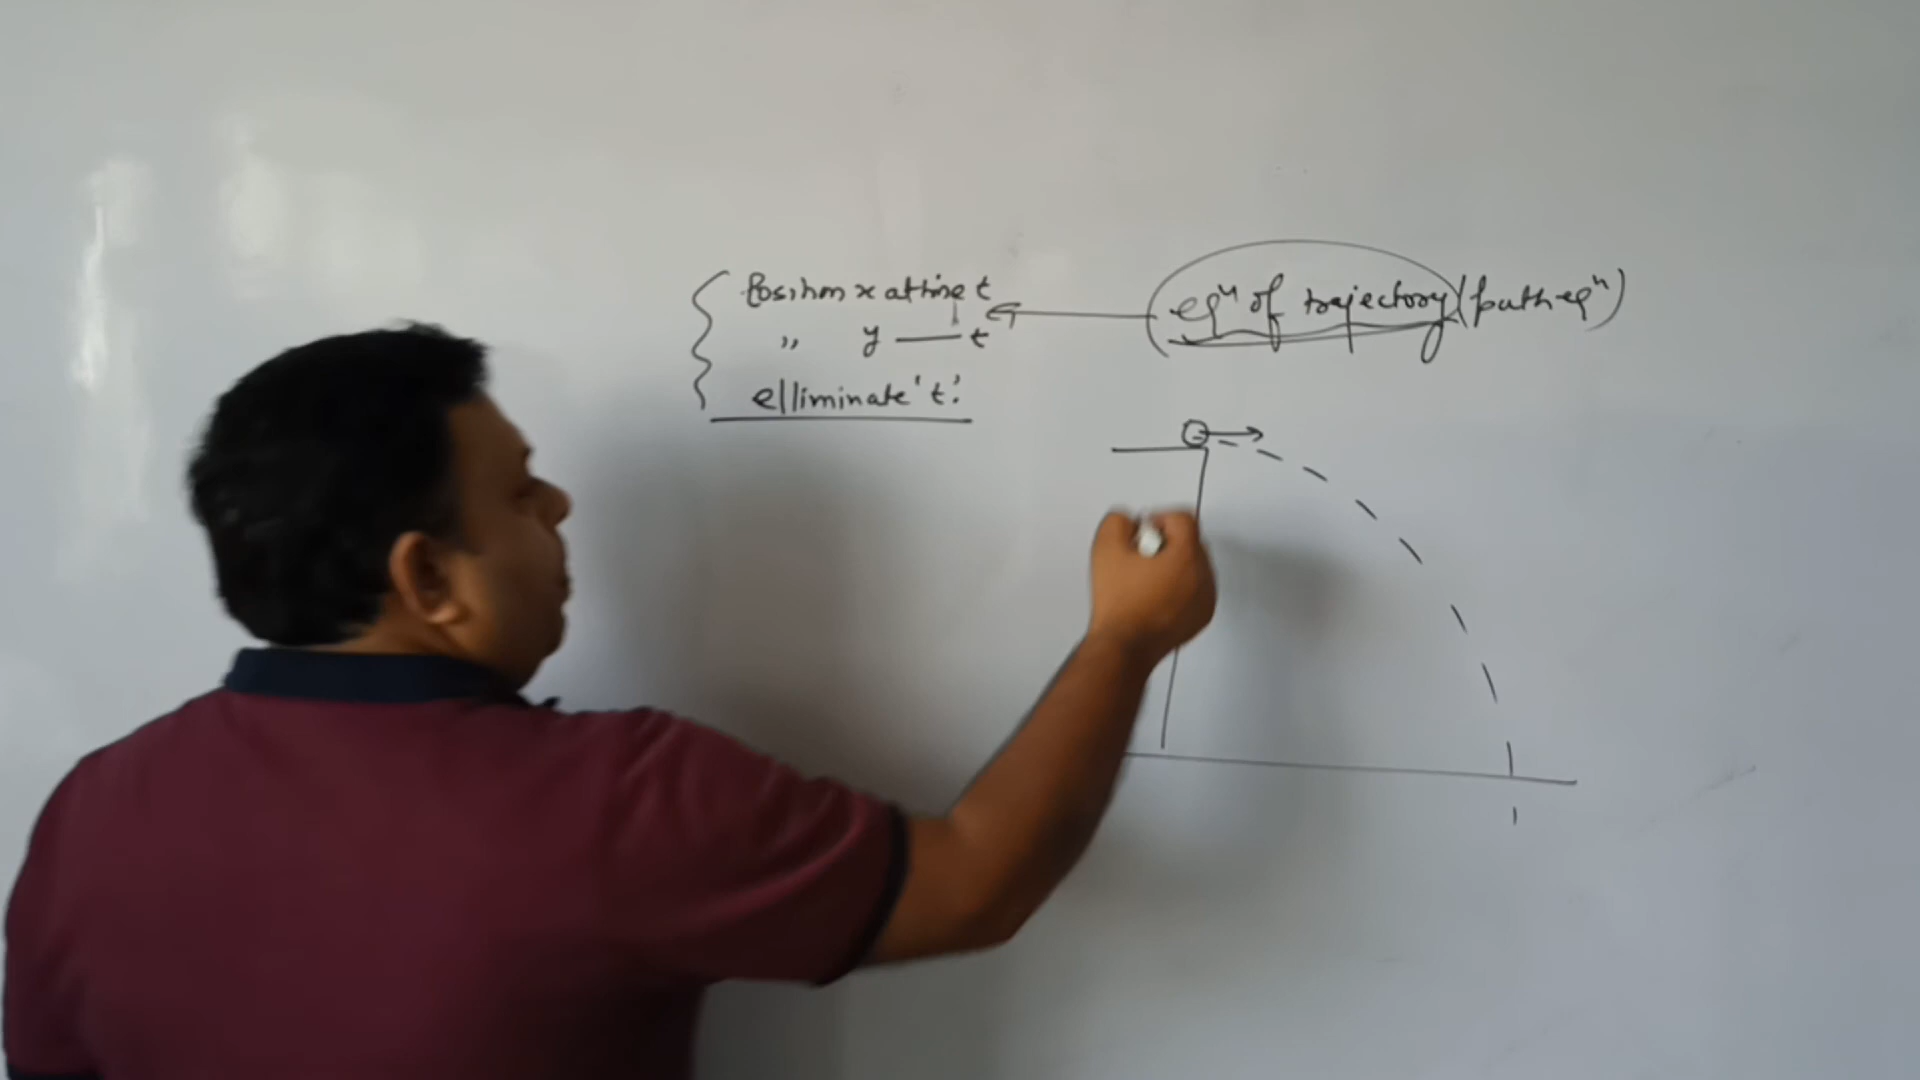 Position x at time t
,, y — t
elliminate 't'.
eqn of trajectory (path eqn)